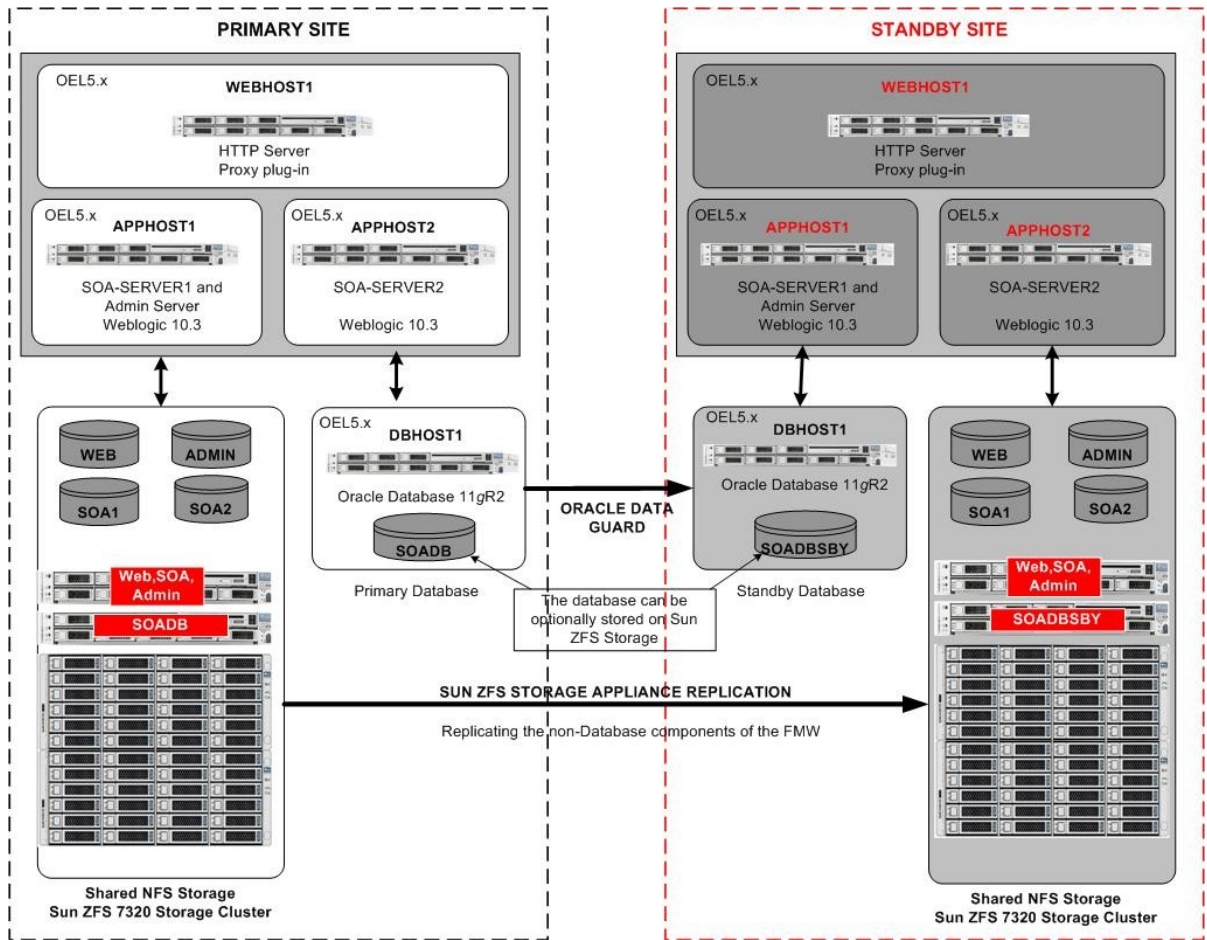 PRIMARY SITE
OEL5.x
WEBHOST1
HTTP Server
Proxy plug-in
OEL5.x
APPHOST1
SOA-SERVER1 and
Admin Server
Weblogic 10.3
OEL5.x
APPHOST2
SOA-SERVER2
Weblogic 10.3
WEB
ADMIN
SOA1
SOA2
Web,SOA,
Admin
SOADB
Shared NFS Storage
Sun ZFS 7320 Storage Cluster
OEL5.x
DBHOST1
Oracle Database 11gR2
SOADB
Primary Database
ORACLE DATA
GUARD
The database can be
optionally stored on Sun
ZFS Storage
SUN ZFS STORAGE APPLIANCE REPLICATION
Replicating the non-Database components of the FMW
STANDBY SITE
OEL5.x
WEBHOST1
HTTP Server
Proxy plug-in
OEL5.x
APPHOST1
SOA-SERVER1 and
Admin Server
Weblogic 10.3
OEL5.x
APPHOST2
SOA-SERVER2
Weblogic 10.3
OEL5.x
DBHOST1
Oracle Database 11gR2
SOADBSBY
Standby Database
WEB
ADMIN
SOA1
SOA2
Web,SOA,
Admin
SOADBSBY
Shared NFS Storage
Sun ZFS 7320 Storage Cluster